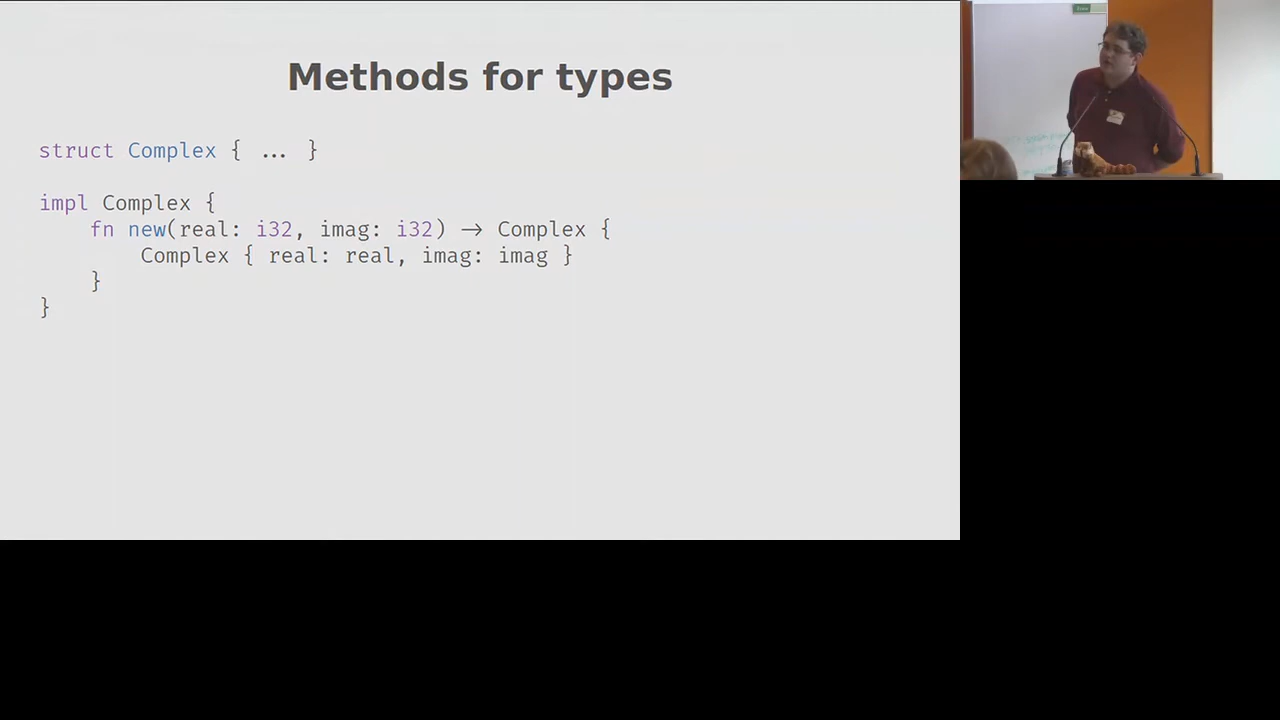 Methods for types
struct Complex { ... }
impl Complex {
    fn new(real: i32, imag: i32) -> Complex {
        Complex { real: real, imag: imag }
    }
}